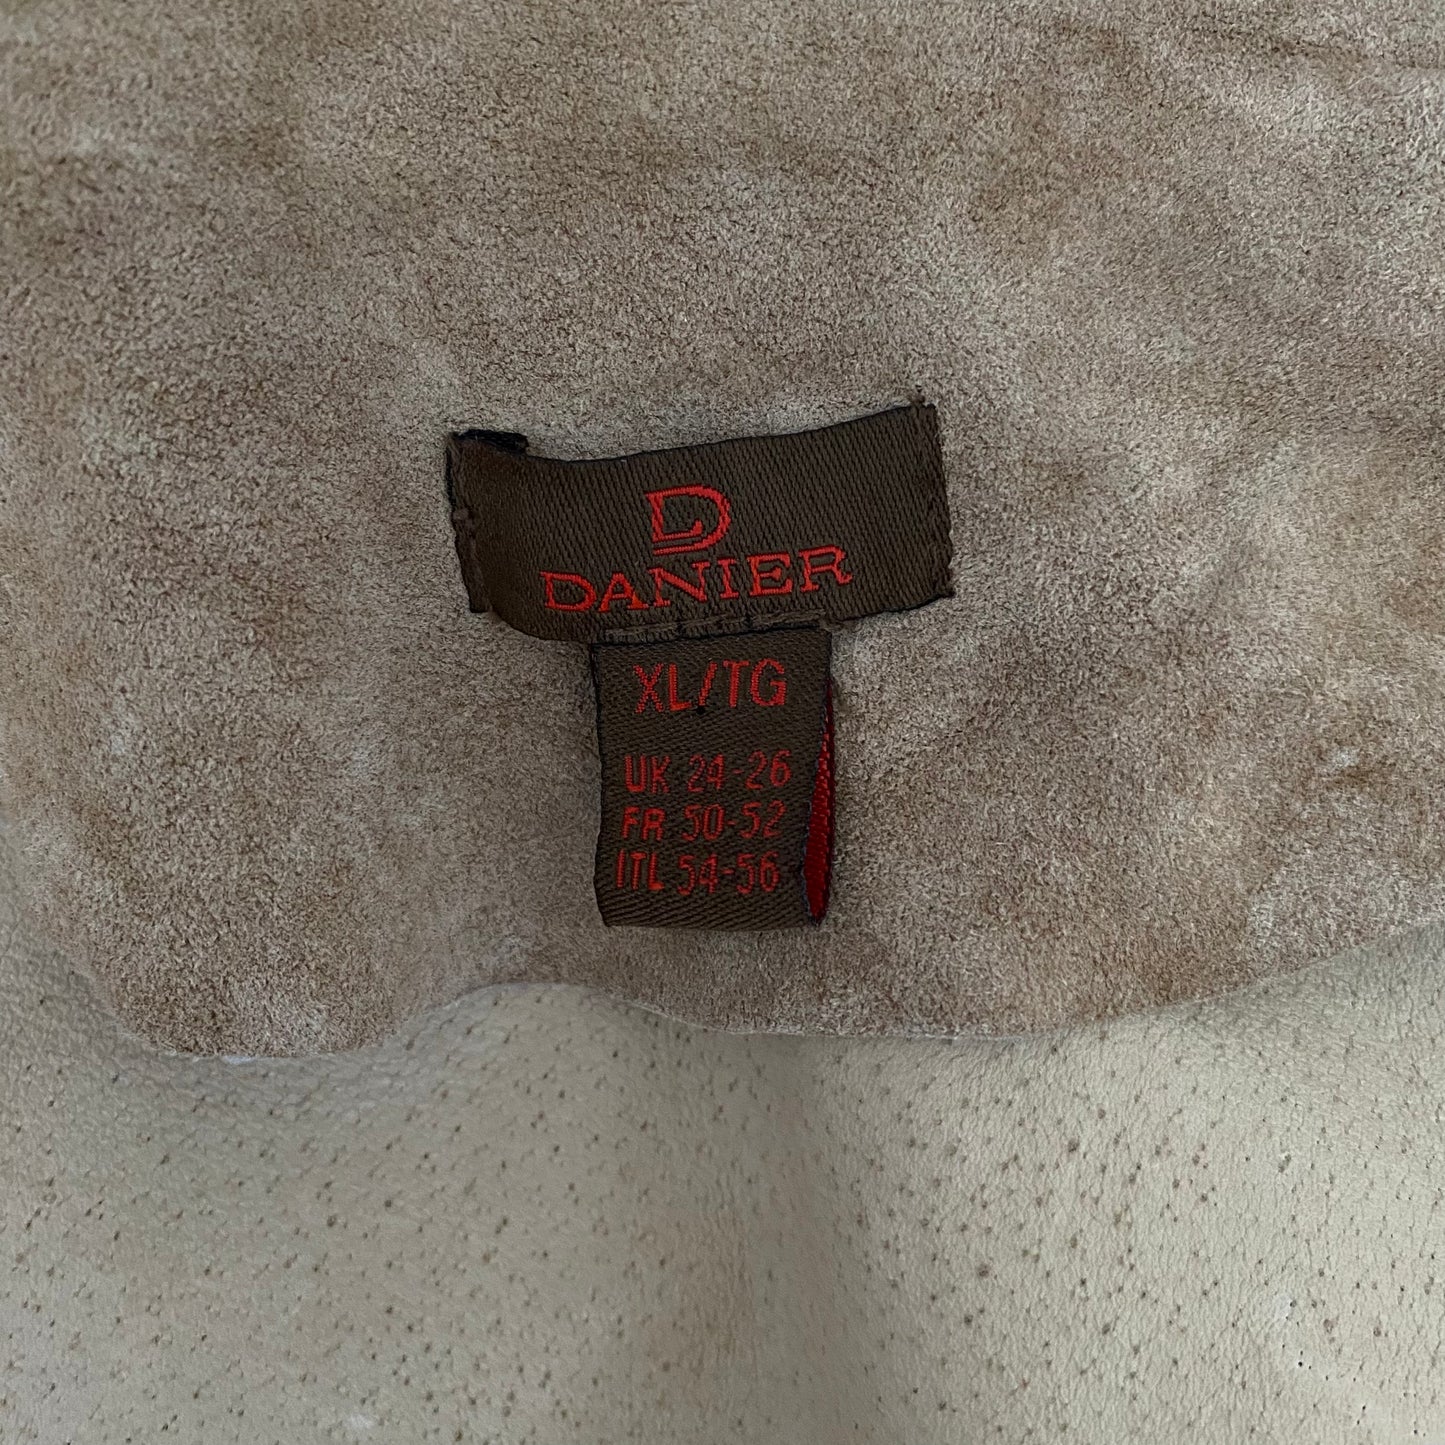 DANIER
XL/TG
UK 24-26
FR 50-52
ITL 54-56